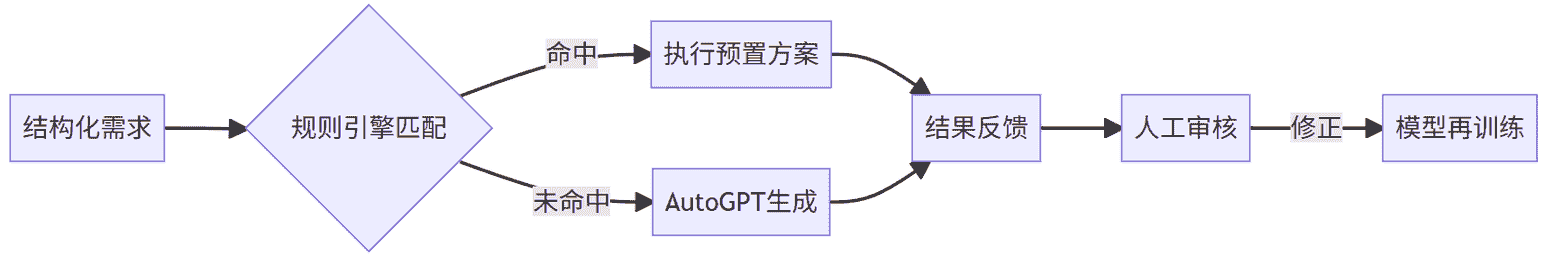 结构化需求
规则引擎匹配
命中
执行预置方案
未命中
AutoGPT生成
结果反馈
人工审核
修正
模型再训练